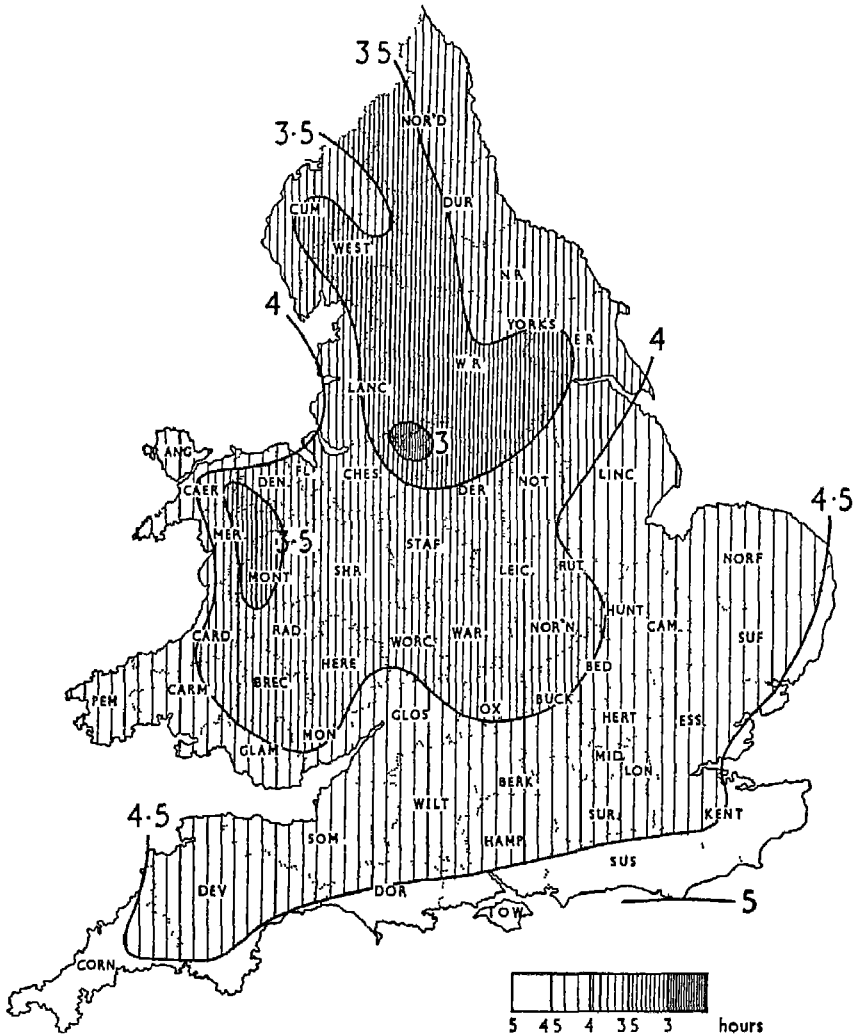 3 5
NOR'D
3·5
DUR
CUM
WEST
N R
4
YORKS
E R
4
W R
LANC
3
ANG
FL
CHES
DEN
DER
NOT
LINC
CAER
4·5
MER
3·5
STAF
NORF
SHR
LEIC
RUT
MONT
HUNT
CAM
CARD
RAD
WORC
WAR
NOR'N
SUF
HERE
BED
BREC
PEM
CARM
BUCK
OX
GLOS
HERT
ESS
MON
GLAM
MID
LON
BERK
WILT
SUR
KENT
4·5
SOM
HAMP
SUS
DEV
DOR
5
I O W
CORN
5 4 5 4 3 5 3 hours